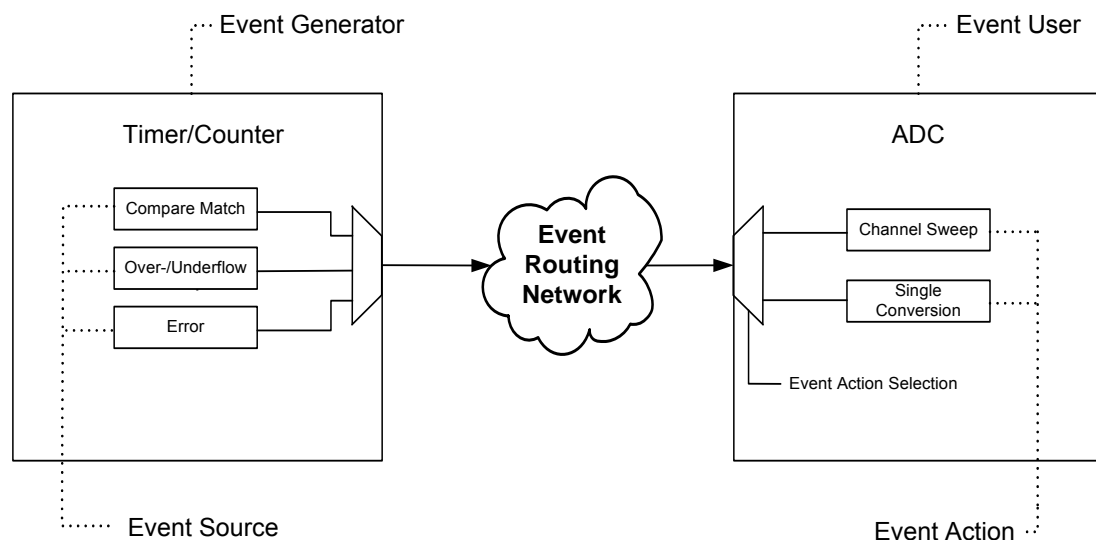 Event Generator
Event User
Timer/Counter
ADC
Compare Match
Over-/Underflow
Error
Event
Routing
Network
Channel Sweep
Single
Conversion
Event Action Selection
Event Source
Event Action